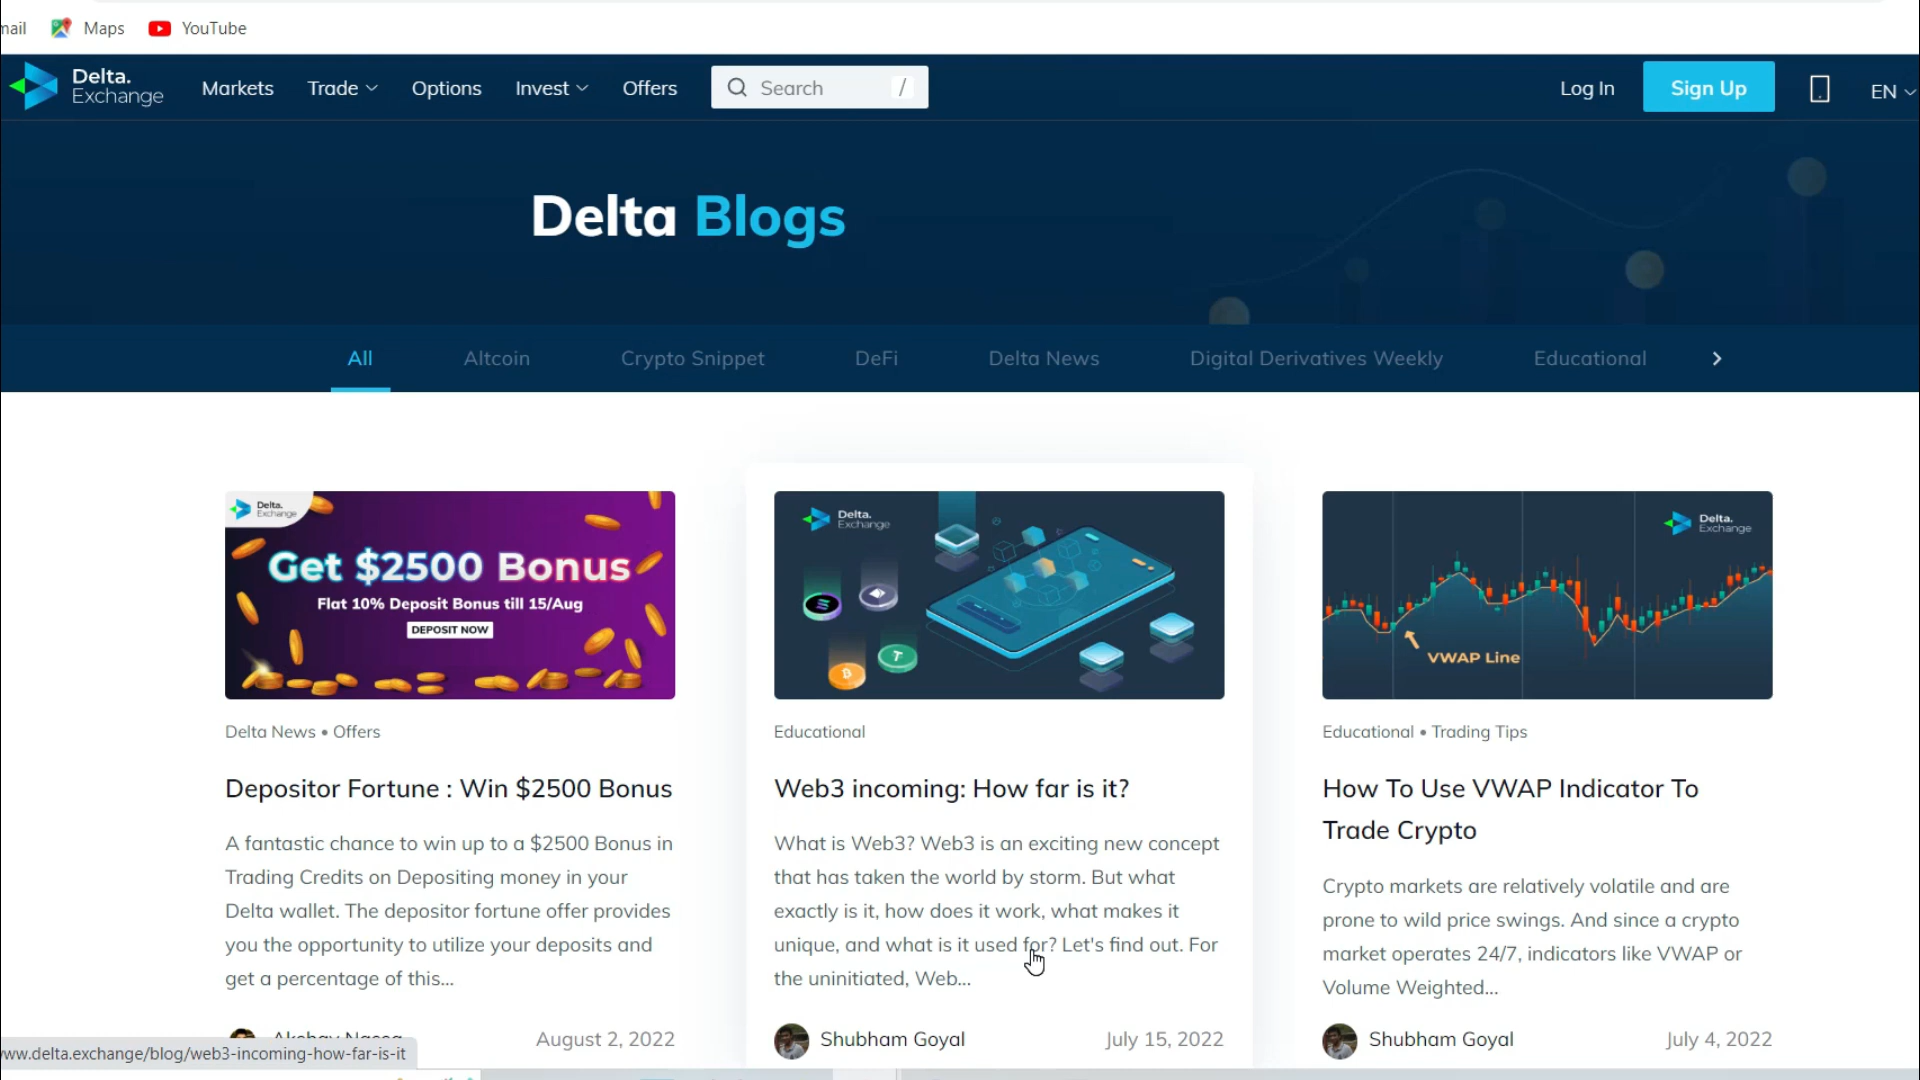 mail Maps YouTube
Delta.
Exchange
Markets Trade Options Invest Offers Search / Log In Sign Up EN
Delta Blogs
All Altcoin Crypto Snippet DeFi Delta News Digital Derivatives Weekly Educational
Delta.
Exchange
Get $2500 Bonus
Flat 10% Deposit Bonus till 15/Aug
DEPOSIT NOW
Delta News • Offers
Depositor Fortune : Win $2500 Bonus
A fantastic chance to win up to a $2500 Bonus in
Trading Credits on Depositing money in your
Delta wallet. The depositor fortune offer provides
you the opportunity to utilize your deposits and
get a percentage of this...
August 2, 2022
Delta.
Exchange
Educational
Web3 incoming: How far is it?
What is Web3? Web3 is an exciting new concept
that has taken the world by storm. But what
exactly is it, how does it work, what makes it
unique, and what is it used for? Let's find out. For
the uninitiated, Web...
Shubham Goyal July 15, 2022
Delta.
Exchange
VWAP Line
Educational • Trading Tips
How To Use VWAP Indicator To
Trade Crypto
Crypto markets are relatively volatile and are
prone to wild price swings. And since a crypto
market operates 24/7, indicators like VWAP or
Volume Weighted...
Shubham Goyal July 4, 2022
www.delta.exchange/blog/web3-incoming-how-far-is-it